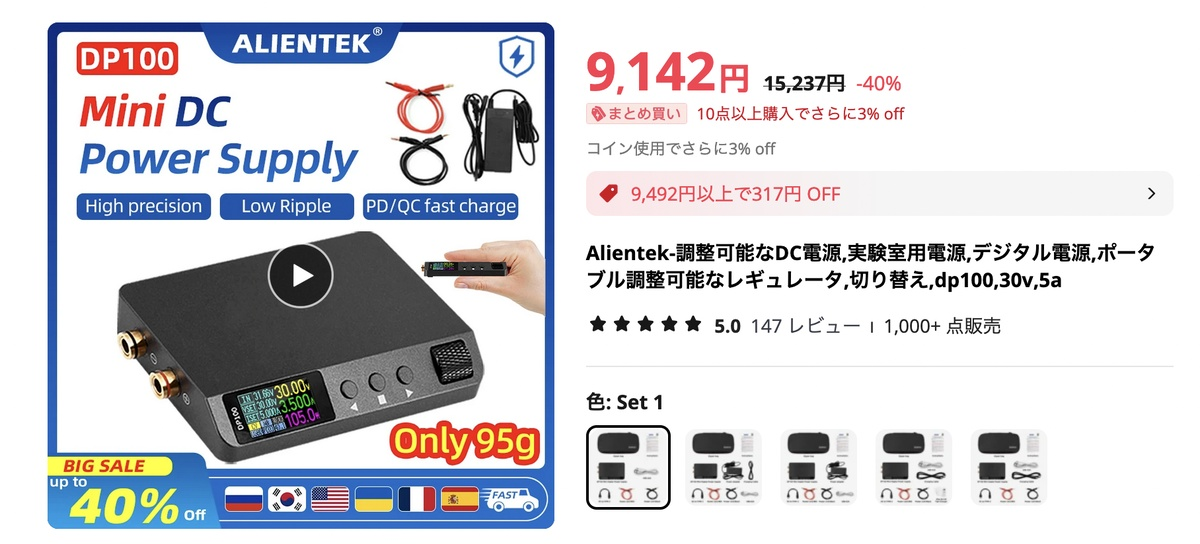 ALIENTEK®
DP100
Mini DC
Power Supply
High precision
Low Ripple
PD/QC fast charge
DP100
30.00V
3.500A
105.0W
Only 95g
BIG SALE
up to
40% Off
FAST
9,142円 15,237円 -40%
まとめ買い 10点以上購入でさらに3% off
コイン使用でさらに3% off
9,492円以上で317円 OFF
Alientek-調整可能なDC電源,実験室用電源,デジタル電源,ポータ
ブル調整可能なレギュレータ,切り替え,dp100,30v,5a
5.0 147 レビュー 1,000+ 点販売
色: Set 1